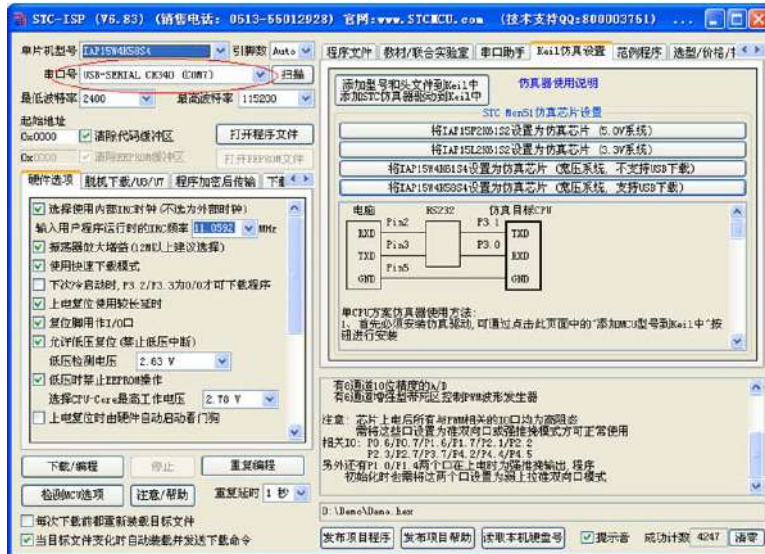 STC-ISP (V6.83) (销售电话: 0513-55012928) 官网:www.STCMCU.com (技术支持QQ:800003751) ...
单片机型号 IAP15W4K58S4 引脚数 Auto
串口号 USB-SERIAL CH340 (COM7) 扫描
最低波特率 2400 最高波特率 115200
起始地址
0x0000 清除代码缓冲区 打开程序文件
0x0000 清除EEPROM缓冲区 打开EEPROM文件
硬件选项 脱机下载/U8/U7 程序加密后传输
选择使用内部IRC时钟(不选为外部时钟)
输入用户程序运行时的IRC频率 11.0592 MHz
振荡器放大增益(12M以上建议选择)
使用快速下载模式
下次冷启动时, P3.2/P3.3为0/0才可下载程序
上电复位使用较长延时
复位脚用作I/O口
允许低压复位(禁止低压中断)
低压检测电压 2.63 V
低压时禁止EEPROM操作
选择CPU-Core最高工作电压 2.70 V
上电复位时由硬件自动启动看门狗
下载/编程 停止 重复编程
检测MCU选项 注意/帮助 重复延时 1 秒
每次下载前都重新装载目标文件
当目标文件变化时自动装载并发送下载命令
程序文件 教材/联合实验室 串口助手 Keil仿真设置 范例程序 选型/价格/
添加型号和头文件到Keil中
添加STC仿真器驱动到Keil中
仿真器使用说明
STC Mon51仿真芯片设置
将IAP15F2K61S2设置为仿真芯片 (5.0V系统)
将IAP15L2K61S2设置为仿真芯片 (3.3V系统)
将IAP15W4K61S4设置为仿真芯片 (宽压系统, 不支持USB下载)
将IAP15W4K58S4设置为仿真芯片 (宽压系统, 支持USB下载)
电脑 RS232 仿真目标CPU
RXD Pin2 P3.1 TXD
TXD Pin3 P3.0 RXD
GND Pin5 GND
单CPU方案仿真器使用方法:
1、首先必须安装仿真驱动, 可通过点击此页面中的"添加MCU型号到Keil中"按
钮进行安装
有8通道10位精度的A/D
有6通道增强型带死区控制PWM波形发生器
注意: 芯片上电后所有与PWM相关的IO口均为高阻态
需将这些口设置为准双向口或强推挽模式方可正常使用
相关IO: P0.6/P0.7/P1.6/P1.7/P2.1/P2.2
P2.3/P2.7/P3.7/P4.2/P4.4/P4.5
另外还有P1.0/P1.4两个口在上电时为强推挽输出, 程序
初始化时也需将这两个口设置为弱上拉准双向口模式
D:\Demo\Demo.hex
发布项目程序 发布项目帮助 读取本机硬盘号 提示音 成功计数 4247 清零